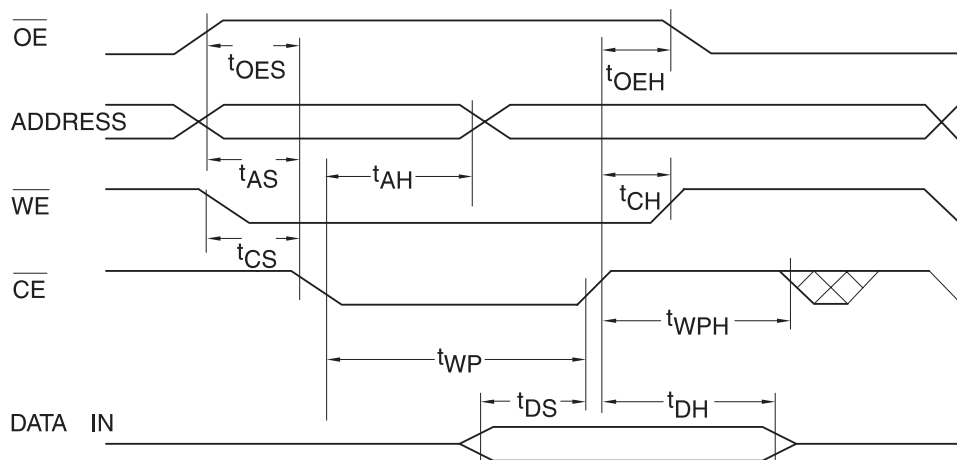 OE
tOES
tOEH
ADDRESS
tAS
tAH
WE
tCH
tCS
CE
tWPH
tWP
tDS
tDH
DATA IN